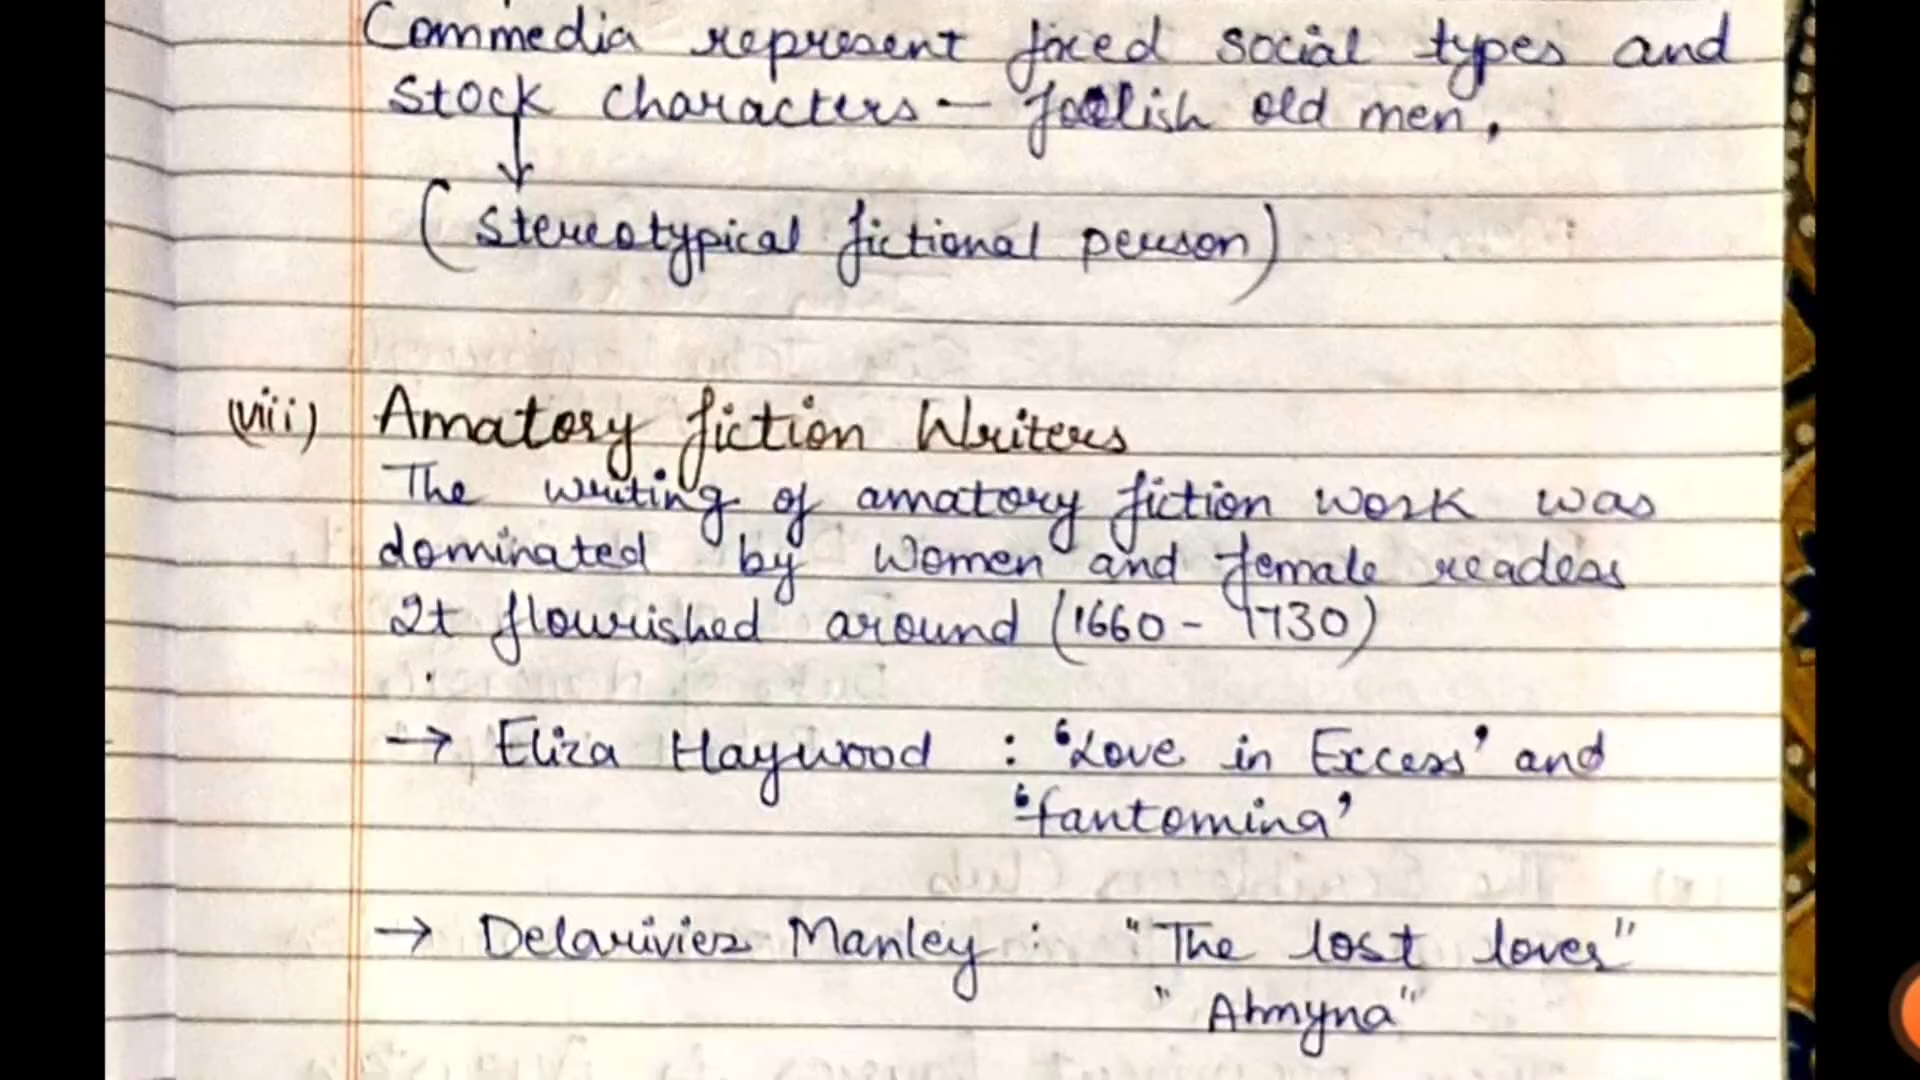 Commedia represent fixed social types and
stock characters — foolish old men.
(stereotypical fictional person)
(viii) Amatory fiction Writers
The writing of amatory fiction work was
dominated by women and female readers
It flourished around (1660 - 1730)
→ Eliza Haywood : 'Love in Excess' and
'fantomina'
→ Delarivier Manley : "The lost lover"
"Almyna"